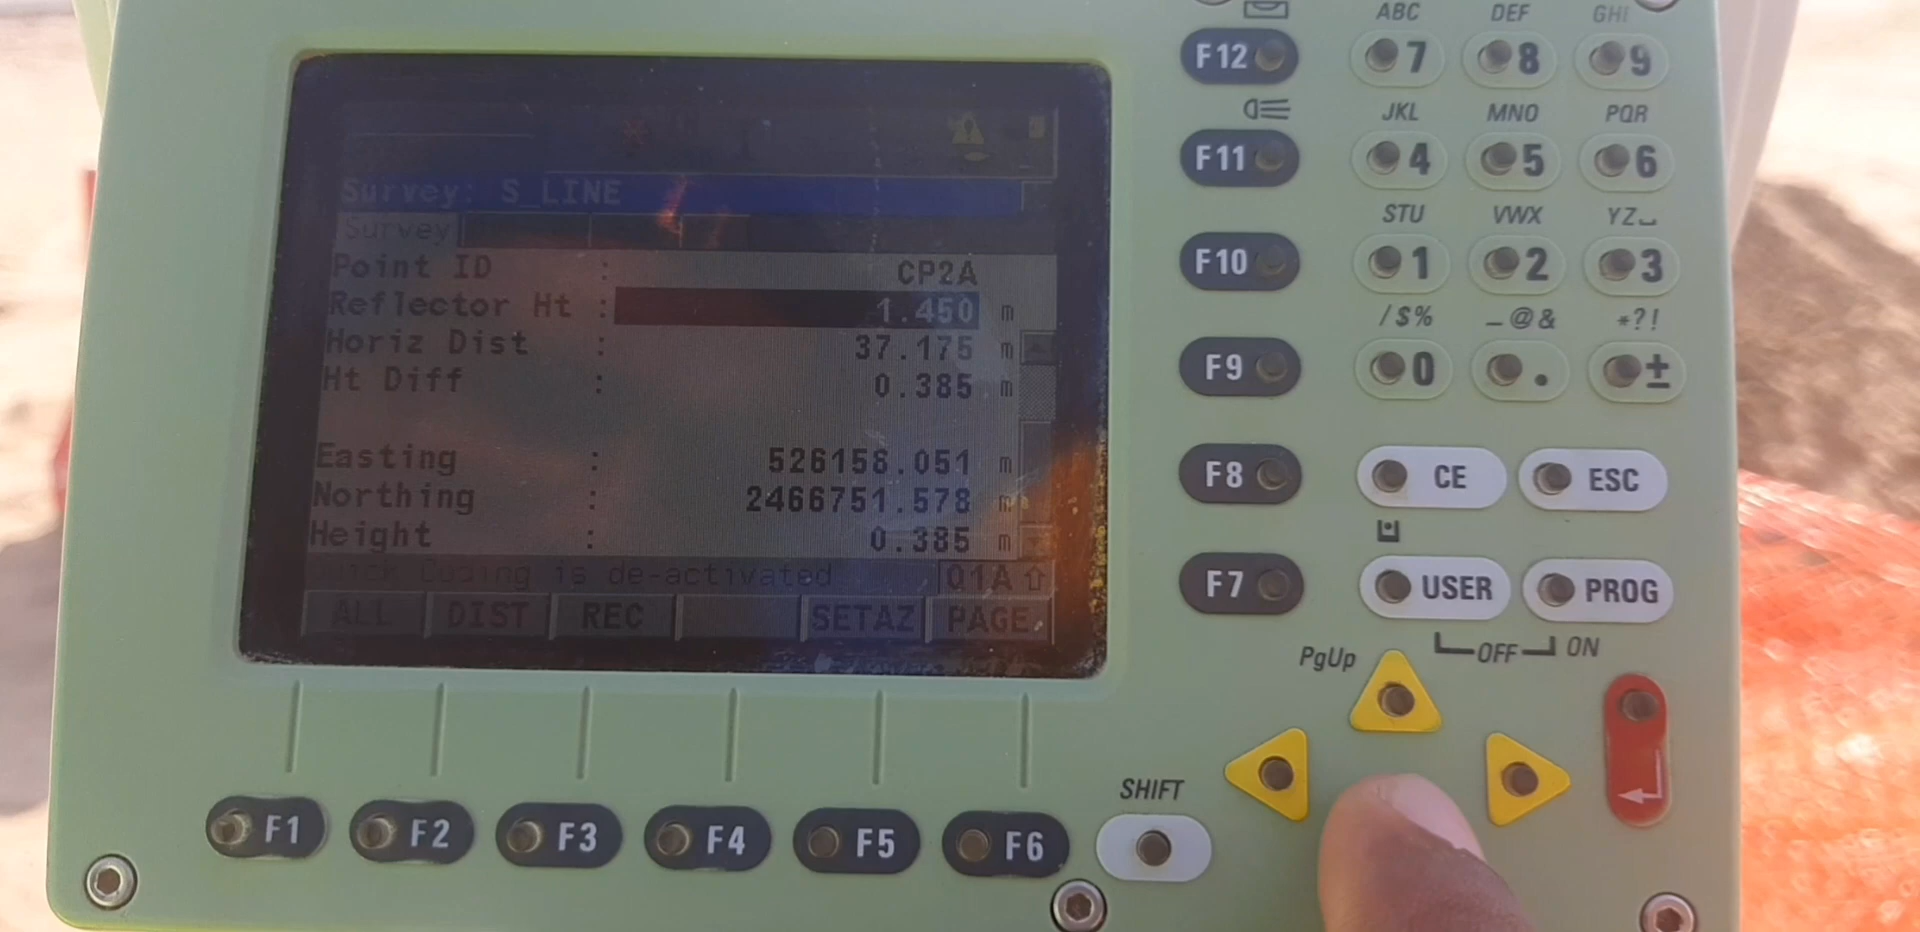 Survey: S_LINE
Survey
Point ID : CP2A
Reflector Ht : 1.450 m
Horiz Dist : 37.175 m
Ht Diff : 0.385 m
Easting : 526158.051 m
Northing : 2466751.578 m
Height : 0.385 m
Quick Coding is de-activated Q1A
ALL DIST REC SETAZ PAGE
F1 F2 F3 F4 F5 F6
SHIFT
ABC DEF GHI
F12 7 8 9
JKL MNO PQR
F11 4 5 6
STU VWX YZ
F10 1 2 3
/$% _@& *?!
F9 0 . ±
F8 CE ESC
F7 USER PROG
OFF ON
PgUp